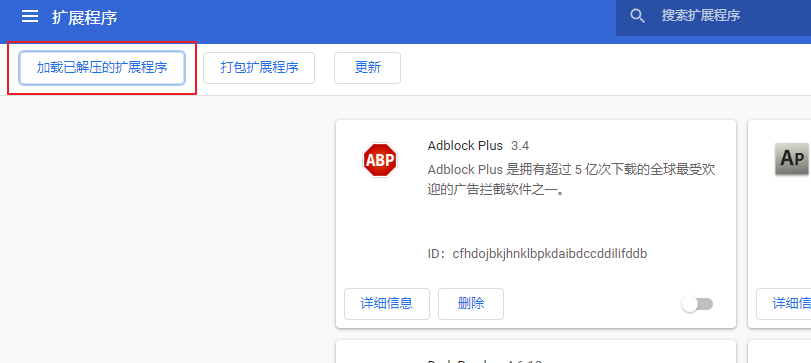 扩展程序
搜索扩展程序
加载已解压的扩展程序
打包扩展程序
更新
ABP
Adblock Plus 3.4
Adblock Plus 是拥有超过 5 亿次下载的全球最受欢
迎的广告拦截软件之一。
ID：cfhdojbkjhnklbpkdaibdccddilifddb
详细信息
删除
AP
详细信